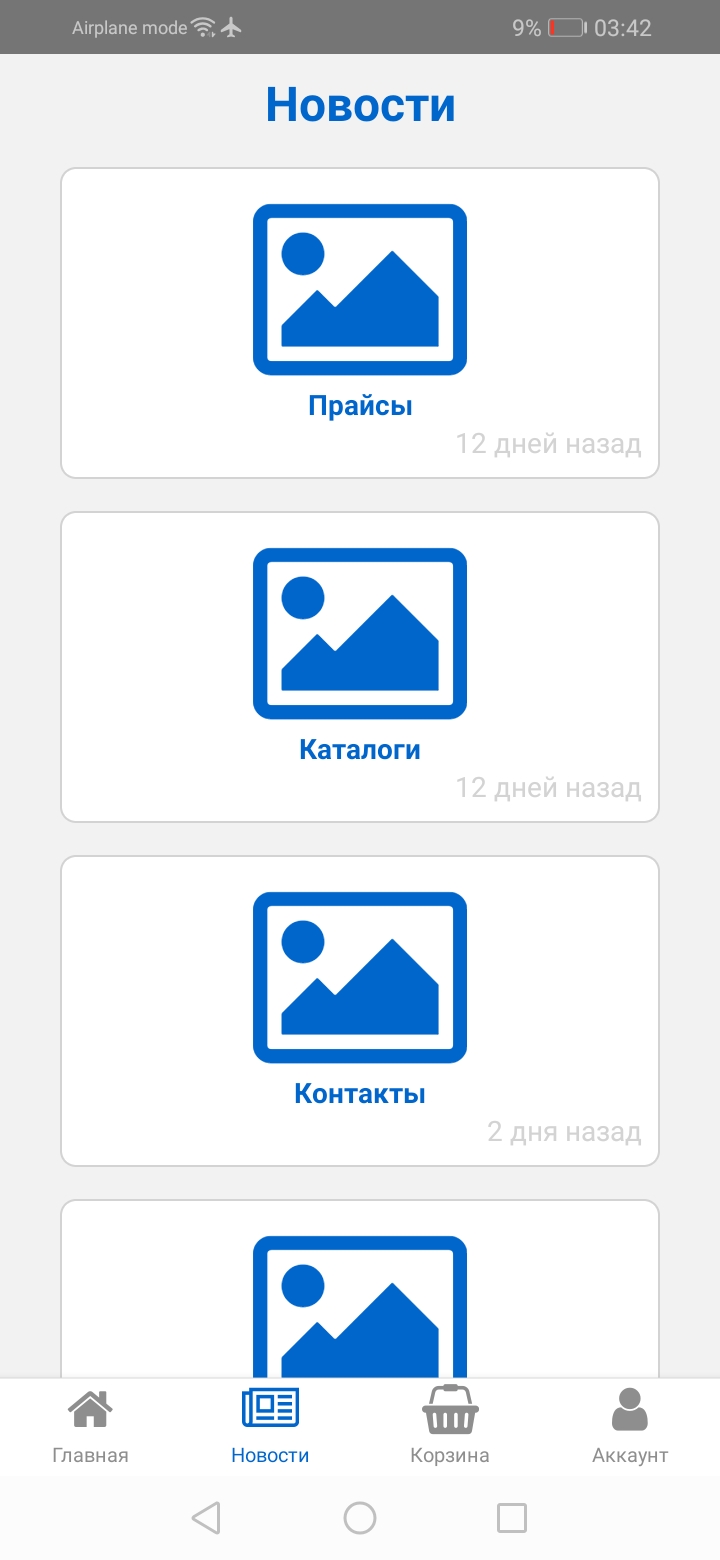 Airplane mode 9% 03:42
Новости
Прайсы
12 дней назад
Каталоги
12 дней назад
Контакты
2 дня назад
Главная Новости Корзина Аккаунт